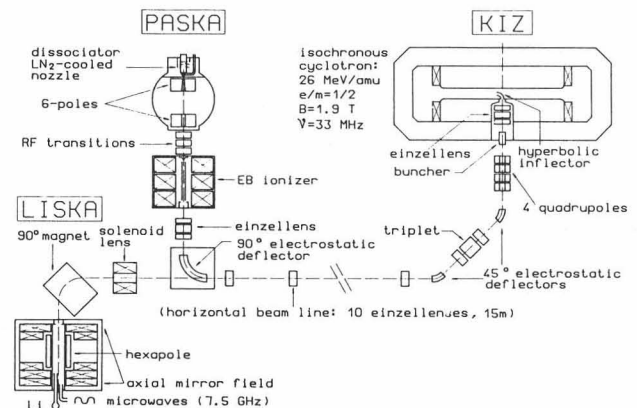 PASKA
KIZ
dissociator
LN2-cooled
nozzle
6-poles
RF transitions
EB ionizer
isochronous
cyclotron:
26 MeV/amu
e/m=1/2
B=1.9 T
ν=33 MHz
einzellens
buncher
hyperbolic
inflector
4 quadrupoles
LISKA
90° magnet
solenoid
lens
einzellens
90° electrostatic
deflector
triplet
45° electrostatic
deflectors
(horizontal beam line: 10 einzellenses, 15m)
hexapole
axial mirror field
microwaves (7.5 GHz)